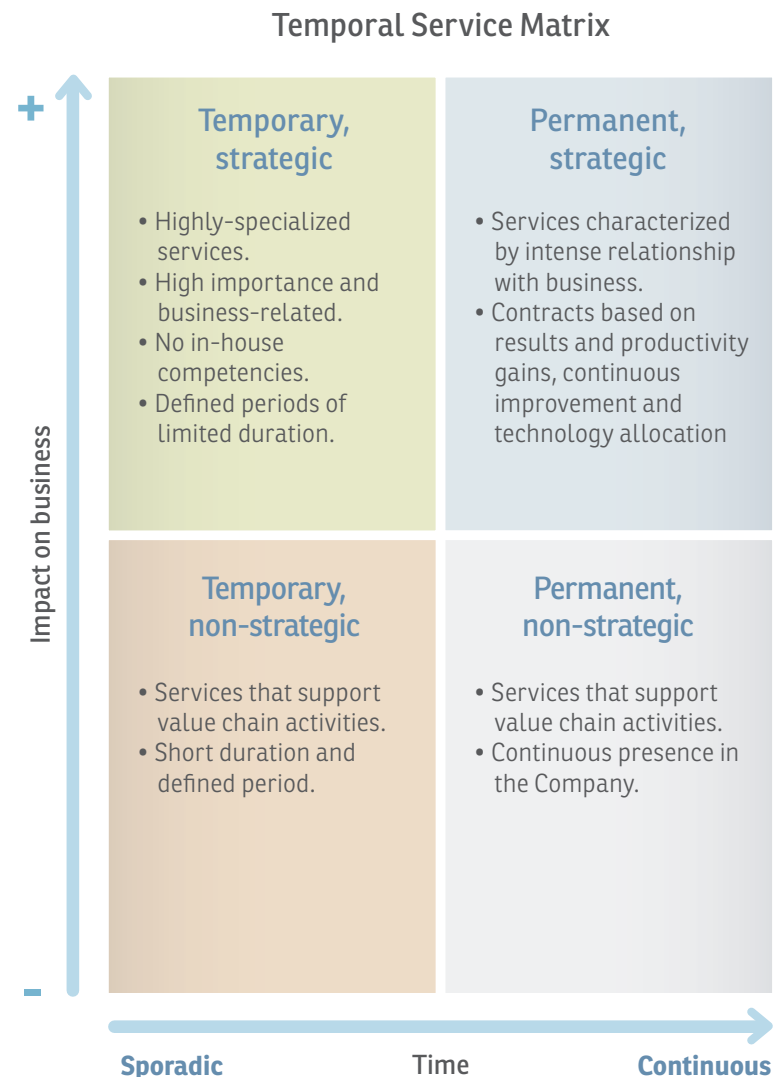 Temporal Service Matrix
+
Temporary,
strategic
• Highly-specialized
services.
• High importance and
business-related.
• No in-house
competencies.
• Defined periods of
limited duration.
Permanent,
strategic
• Services characterized
by intense relationship
with business.
• Contracts based on
results and productivity
gains, continuous
improvement and
technology allocation
Impact on business
Temporary,
non-strategic
• Services that support
value chain activities.
• Short duration and
defined period.
Permanent,
non-strategic
• Services that support
value chain activities.
• Continuous presence in
the Company.
-
Sporadic
Time
Continuous